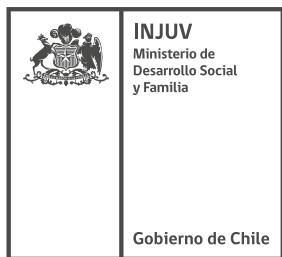 INJUV
Ministerio de
Desarrollo Social
y Familia
Gobierno de Chile